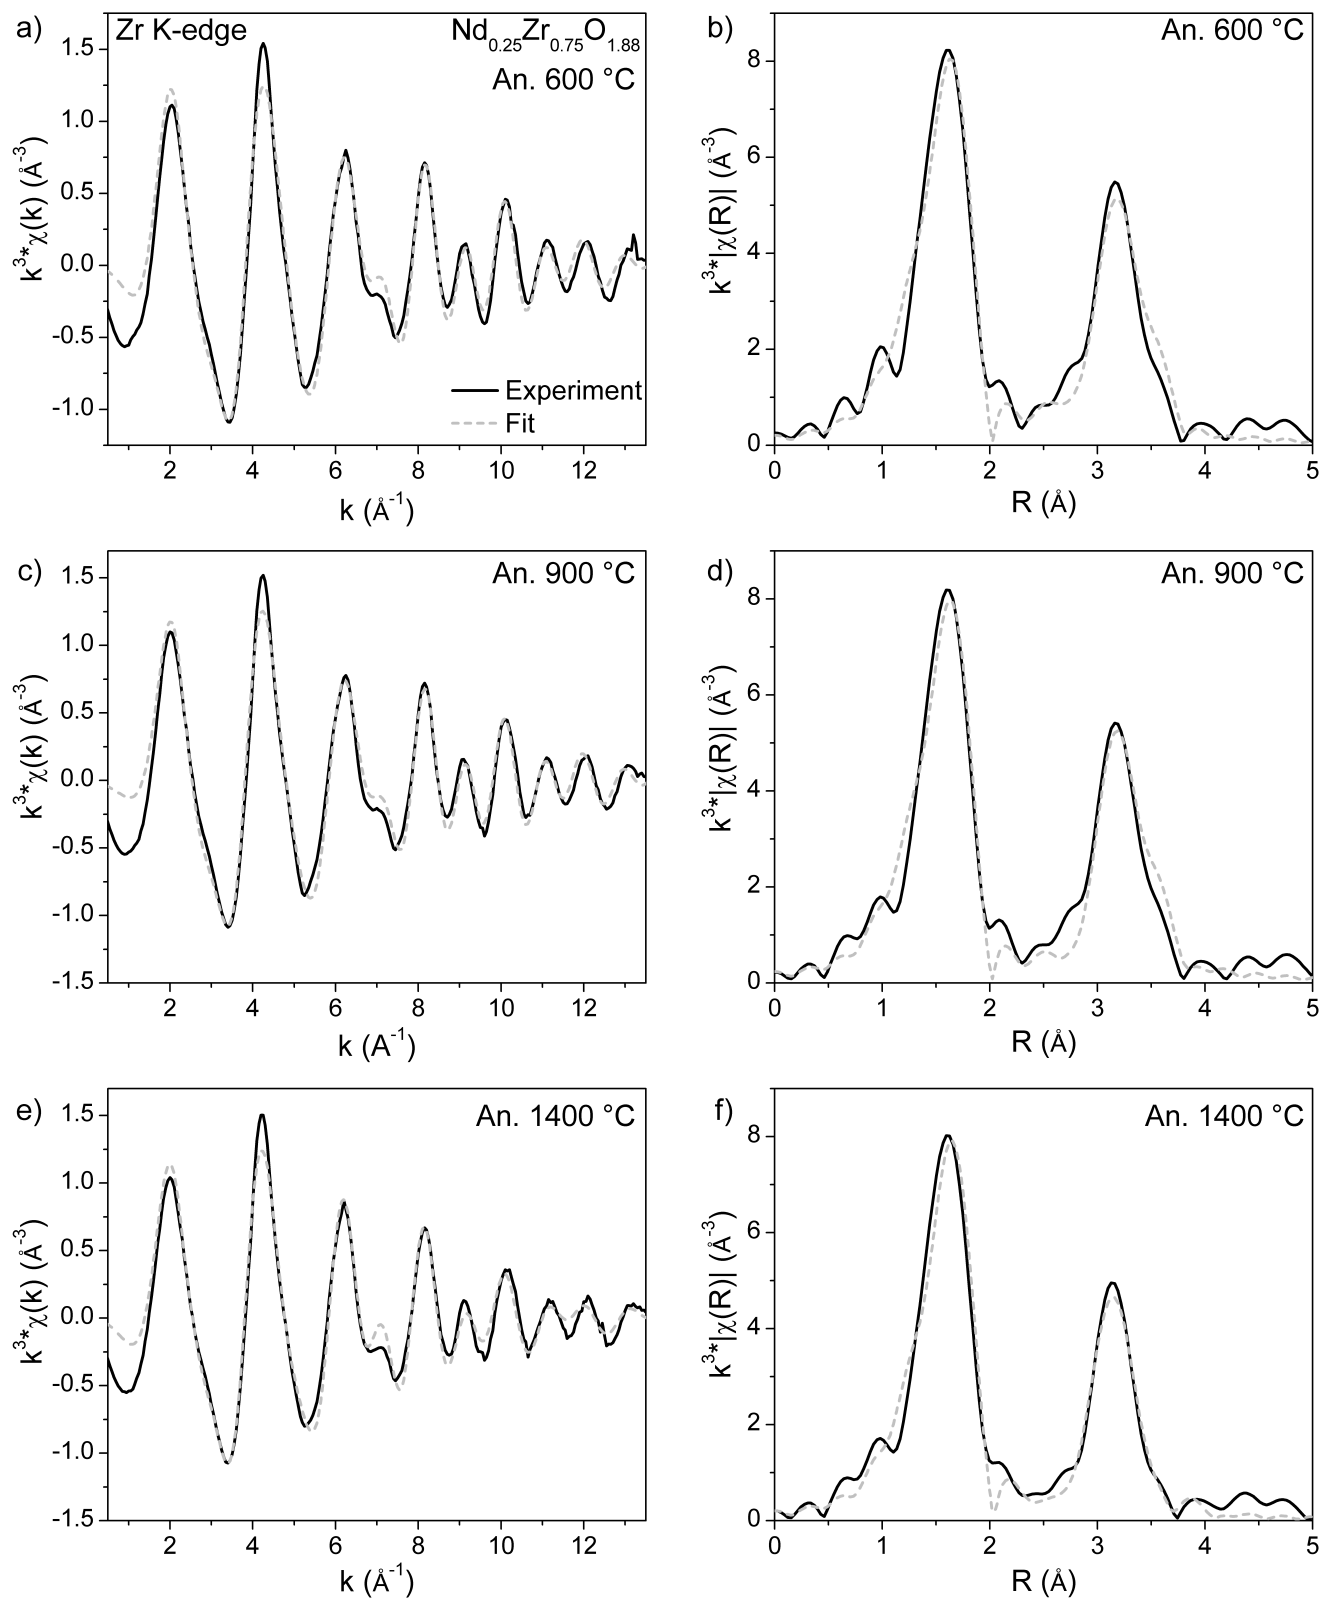 a) Zr K-edge Nd0.25Zr0.75O1.88
An. 600 °C
1.5
1.0
0.5
0.0
-0.5
-1.0
k3*χ(k) (Å-3)
Experiment
Fit
2 4 6 8 10 12
k (Å-1)
b) An. 600 °C
8
6
4
2
0
k3*|χ(R)| (Å-3)
0 1 2 3 4 5
R (Å)
c) An. 900 °C
1.5
1.0
0.5
0.0
-0.5
-1.0
-1.5
k3*χ(k) (Å-3)
2 4 6 8 10 12
k (A-1)
d) An. 900 °C
8
6
4
2
0
k3*|χ(R)| (Å-3)
0 1 2 3 4 5
R (Å)
e) An. 1400 °C
1.5
1.0
0.5
0.0
-0.5
-1.0
-1.5
k3*χ(k) (Å-3)
2 4 6 8 10 12
k (Å-1)
f) An. 1400 °C
8
6
4
2
0
k3*|χ(R)| (Å-3)
0 1 2 3 4 5
R (Å)